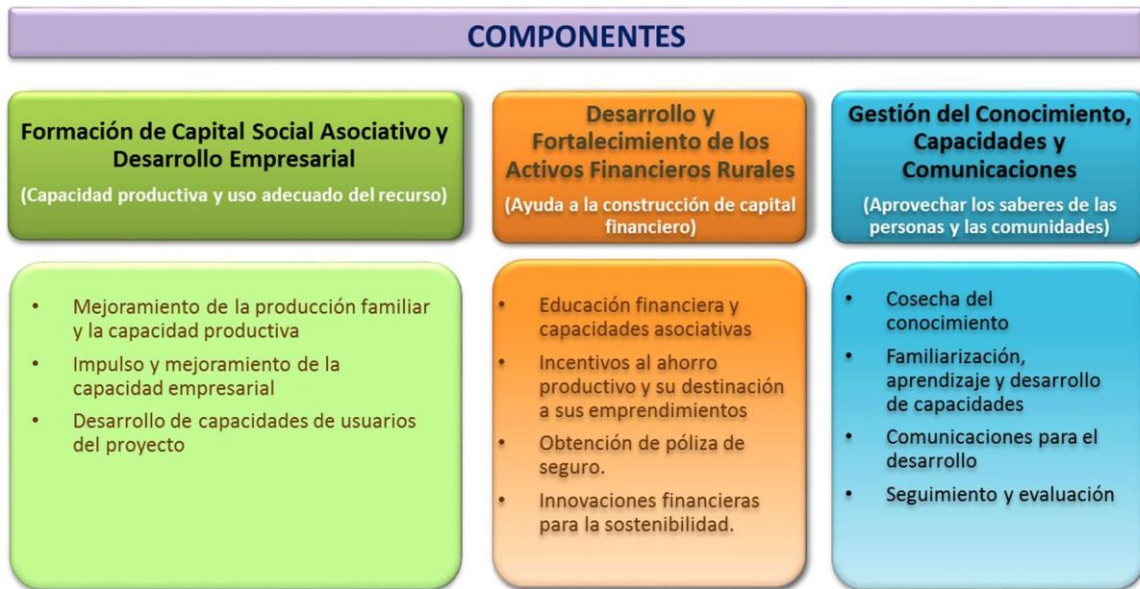 COMPONENTES
Formación de Capital Social Asociativo y
Desarrollo Empresarial
(Capacidad productiva y uso adecuado del recurso)
• Mejoramiento de la producción familiar
y la capacidad productiva
• Impulso y mejoramiento de la
capacidad empresarial
• Desarrollo de capacidades de usuarios
del proyecto
Desarrollo y
Fortalecimiento de los
Activos Financieros Rurales
(Ayuda a la construcción de capital
financiero)
• Educación financiera y
capacidades asociativas
• Incentivos al ahorro
productivo y su destinación
a sus emprendimientos
• Obtención de póliza de
seguro.
• Innovaciones financieras
para la sostenibilidad.
Gestión del Conocimiento,
Capacidades y
Comunicaciones
(Aprovechar los saberes de las
personas y las comunidades)
• Cosecha del
conocimiento
• Familiarización,
aprendizaje y desarrollo
de capacidades
• Comunicaciones para el
desarrollo
• Seguimiento y evaluación